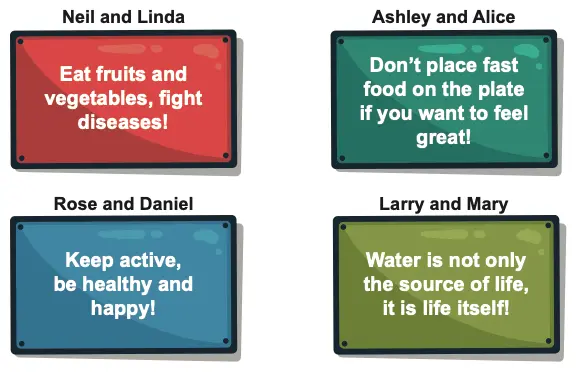 Neil and Linda
Eat fruits and
vegetables, fight
diseases!
Ashley and Alice
Don’t place fast
food on the plate
if you want to feel
great!
Rose and Daniel
Keep active,
be healthy and
happy!
Larry and Mary
Water is not only
the source of life,
it is life itself!